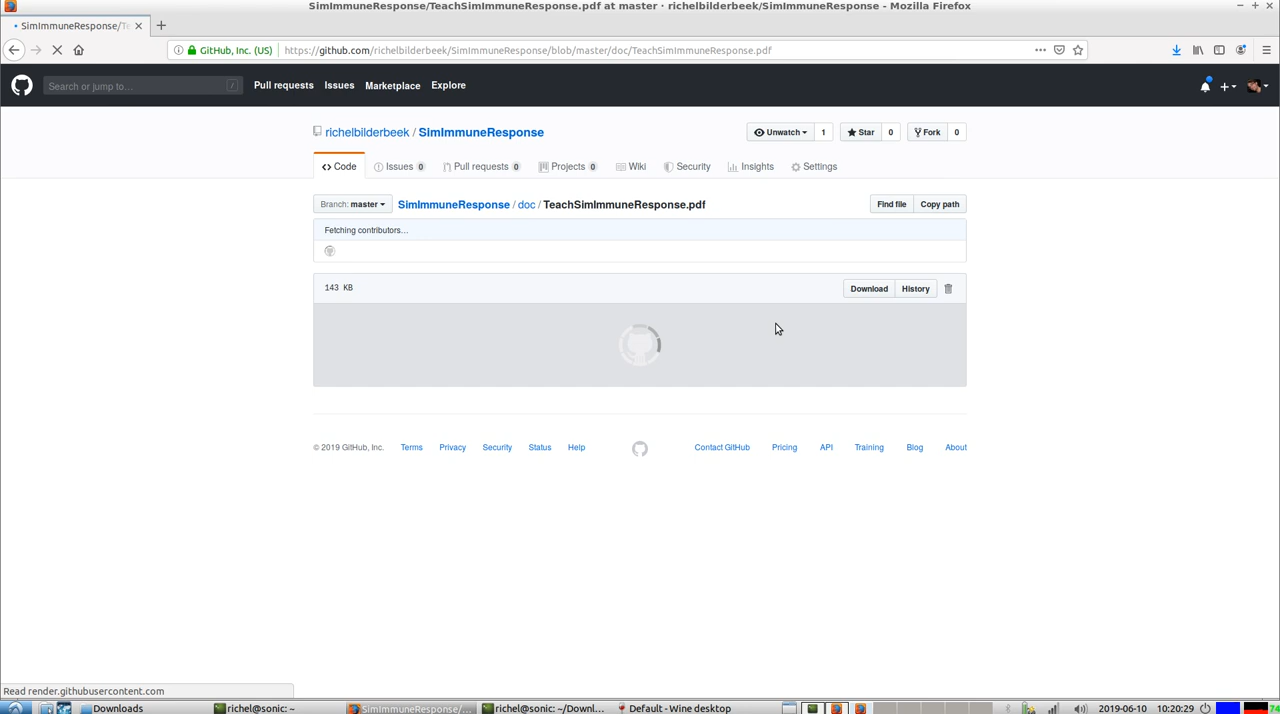 SimImmuneResponse/TeachSimImmuneResponse.pdf at master · richelbilderbeek/SimImmuneResponse - Mozilla Firefox
SimImmuneResponse/Te
GitHub, Inc. (US) https://github.com/richelbilderbeek/SimImmuneResponse/blob/master/doc/TeachSimImmuneResponse.pdf
Search or jump to… / Pull requests Issues Marketplace Explore
richelbilderbeek / SimImmuneResponse Unwatch 1 Star 0 Fork 0
Code Issues 0 Pull requests 0 Projects 0 Wiki Security Insights Settings
Branch: master SimImmuneResponse / doc / TeachSimImmuneResponse.pdf Find file Copy path
Fetching contributors…
143 KB Download History
© 2019 GitHub, Inc. Terms Privacy Security Status Help Contact GitHub Pricing API Training Blog About
Read render.githubusercontent.com
Downloads richel@sonic: ~ SimImmuneResponse/... richel@sonic: ~/Downl... Default - Wine desktop 2019-06-10 10:20:29 74